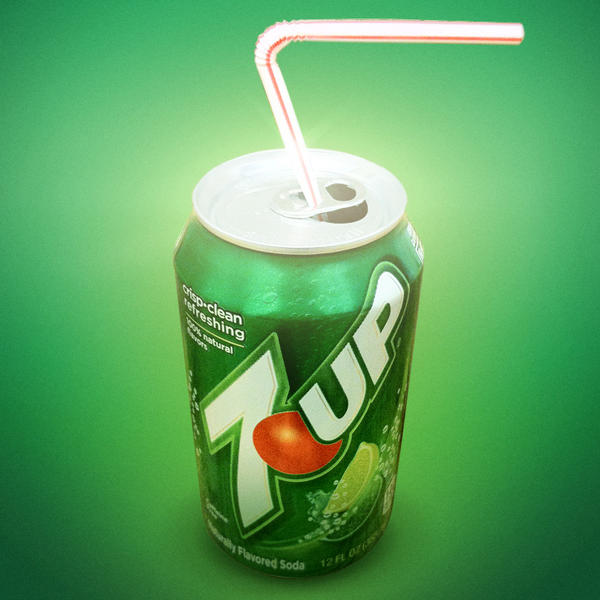 crisp•clean
refreshing
100% natural
flavors
7UP
Naturally Flavored Soda
12 FL OZ